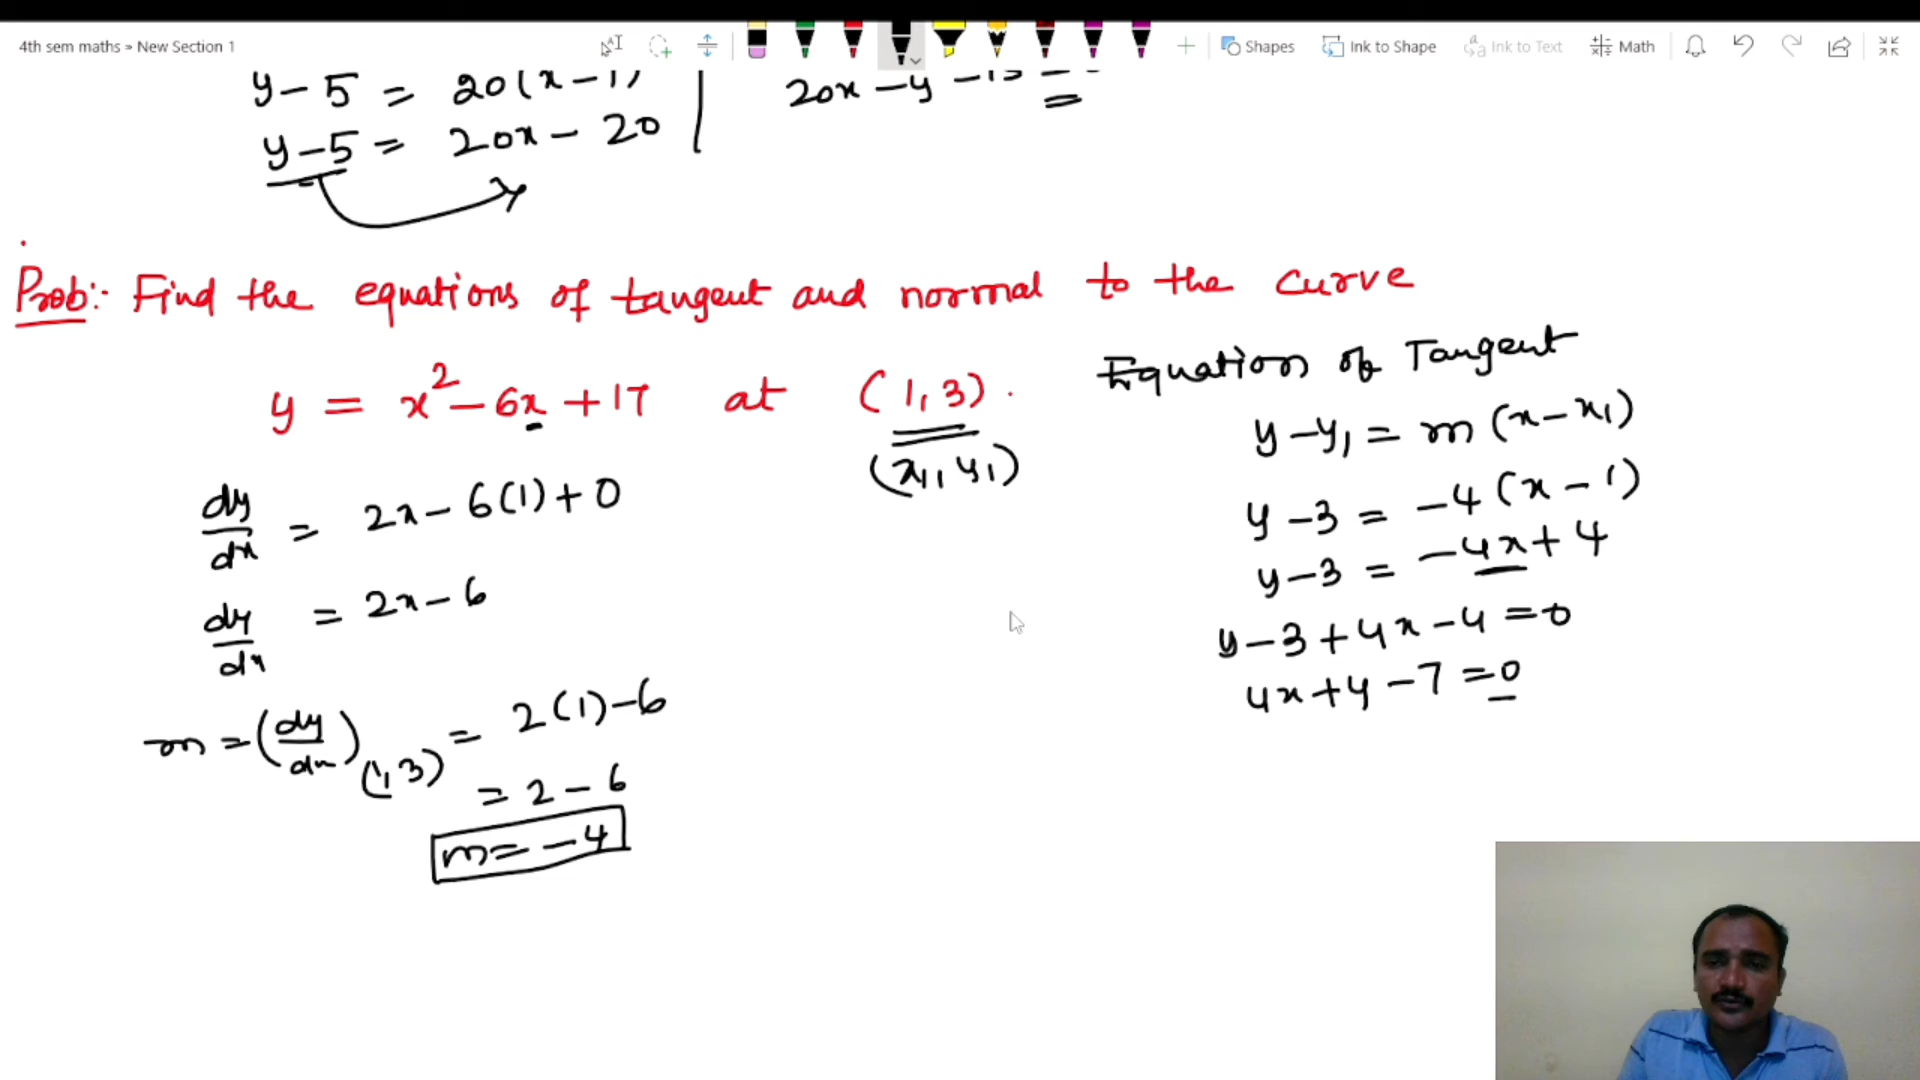 4th sem maths » New Section 1
Shapes
Ink to Shape
Ink to Text
Math
y - 5 = 20(x - 1)
y - 5 = 20x - 20
20x - y - 15 =
Prob:- Find the equations of tangent and normal to the curve
y = x² - 6x + 17 at (1, 3).
(x₁, y₁)
dy/dx = 2x - 6(1) + 0
dy/dx = 2x - 6
m = (dy/dx)(1, 3) = 2(1) - 6
= 2 - 6
m = -4
Equation of Tangent
y - y₁ = m(x - x₁)
y - 3 = -4(x - 1)
y - 3 = -4x + 4
y - 3 + 4x - 4 = 0
4x + y - 7 = 0